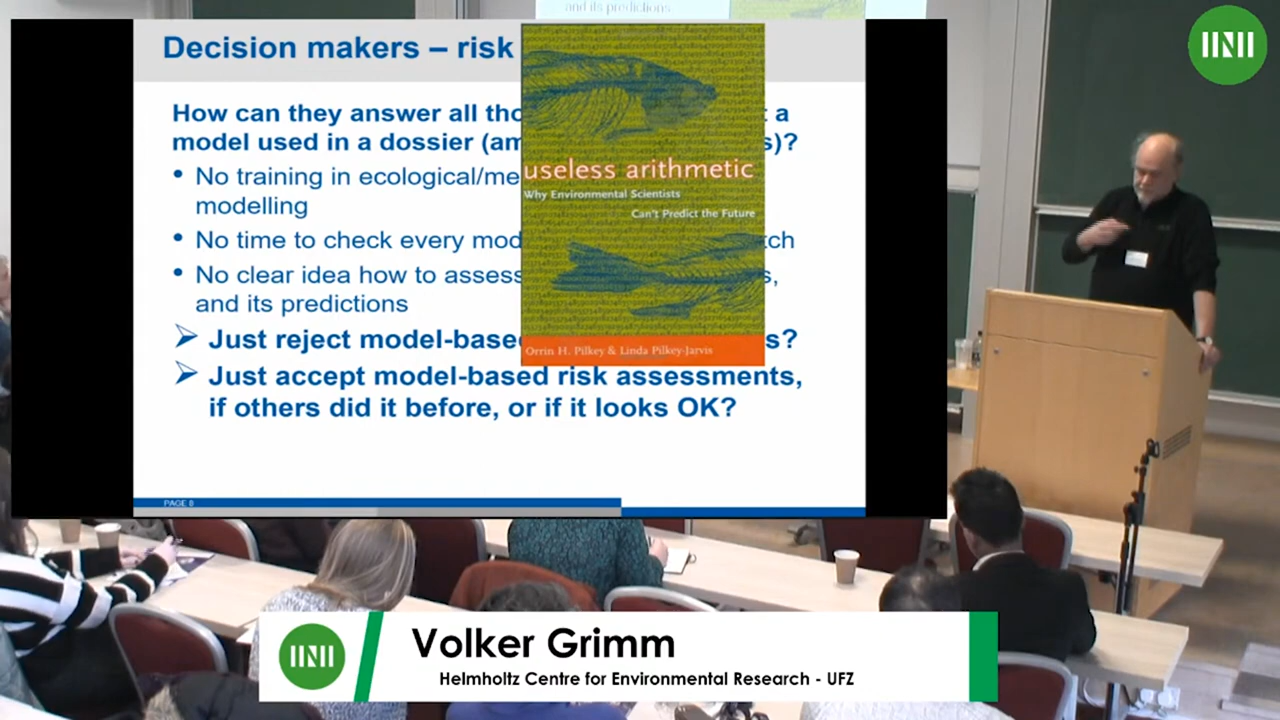 and its predictions.
Decision makers – risk
How can they answer all tho
a
model used in a dossier (am
s)?
• No training in ecological/me
modelling
• No time to check every mod
tch
• No clear idea how to assess
s,
and its predictions
➢ Just reject model-based
s?
➢ Just accept model-based risk assessments,
if others did it before, or if it looks OK?
PAGE 8
useless arithmetic
Why Environmental Scientists
Can't Predict the Future
Orrin H. Pilkey & Linda Pilkey-Jarvis
Volker Grimm
Helmholtz Centre for Environmental Research - UFZ